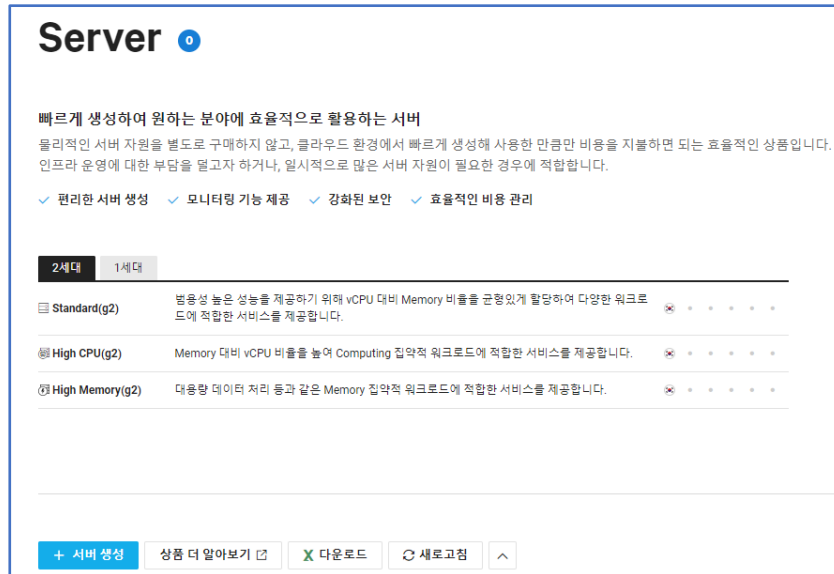 Server 0
빠르게 생성하여 원하는 분야에 효율적으로 활용하는 서버
물리적인 서버 자원을 별도로 구매하지 않고, 클라우드 환경에서 빠르게 생성해 사용한 만큼만 비용을 지불하면 되는 효율적인 상품입니다.
인프라 운영에 대한 부담을 덜고자 하거나, 일시적으로 많은 서버 자원이 필요한 경우에 적합합니다.
편리한 서버 생성 모니터링 기능 제공 강화된 보안 효율적인 비용 관리
2세대 1세대
Standard(g2) 범용성 높은 성능을 제공하기 위해 vCPU 대비 Memory 비율을 균형있게 할당하여 다양한 워크로
드에 적합한 서비스를 제공합니다.
High CPU(g2) Memory 대비 vCPU 비율을 높여 Computing 집약적 워크로드에 적합한 서비스를 제공합니다.
High Memory(g2) 대용량 데이터 처리 등과 같은 Memory 집약적 워크로드에 적합한 서비스를 제공합니다.
+ 서버 생성 상품 더 알아보기 다운로드 새로고침